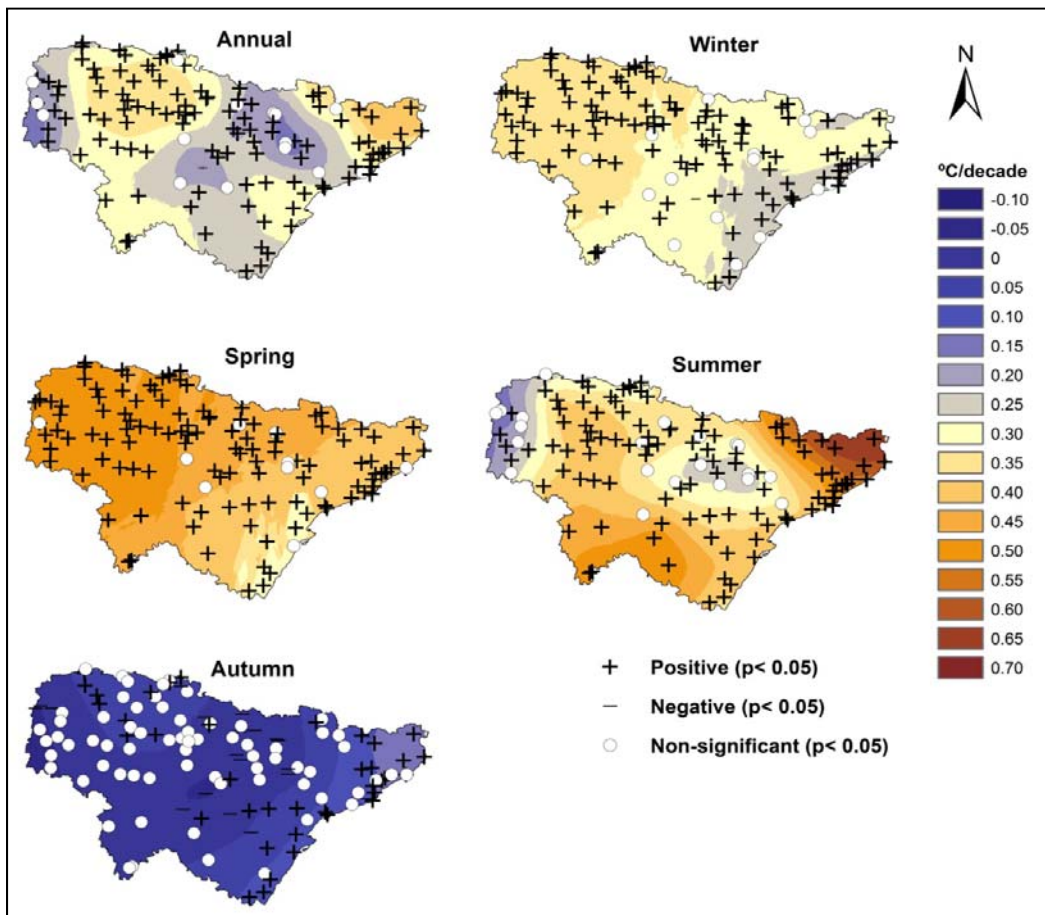 Annual
Winter
N
ºC/decade
-0.10
-0.05
0
0.05
0.10
0.15
0.20
0.25
0.30
0.35
0.40
0.45
0.50
0.55
0.60
0.65
0.70
Spring
Summer
Autumn
+ Positive (p< 0.05)
– Negative (p< 0.05)
○ Non-significant (p< 0.05)